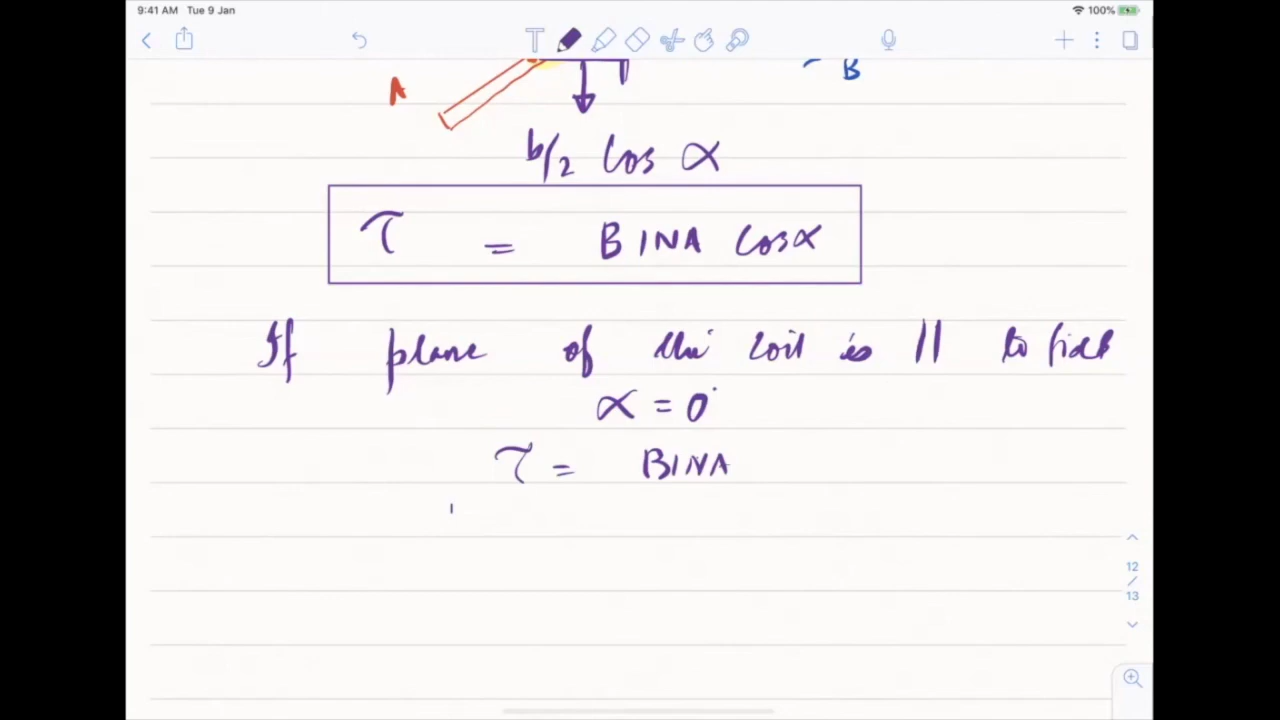 9:41 AM Tue 9 Jan 100%
T
A B
b/2 cos α
τ = BINA cosα
If plane of the coil is || to field
α = 0°
τ = BINA
12
/
13